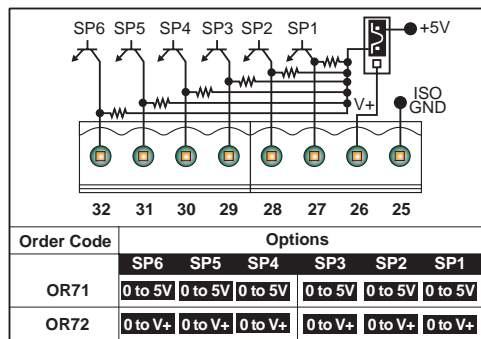 SP6 SP5 SP4 SP3 SP2 SP1 +5V
V+ ISO
GND
32 31 30 29 28 27 26 25
Order Code Options
SP6 SP5 SP4 SP3 SP2 SP1
OR71 0 to 5V 0 to 5V 0 to 5V 0 to 5V 0 to 5V 0 to 5V
OR72 0 to V+ 0 to V+ 0 to V+ 0 to V+ 0 to V+ 0 to V+